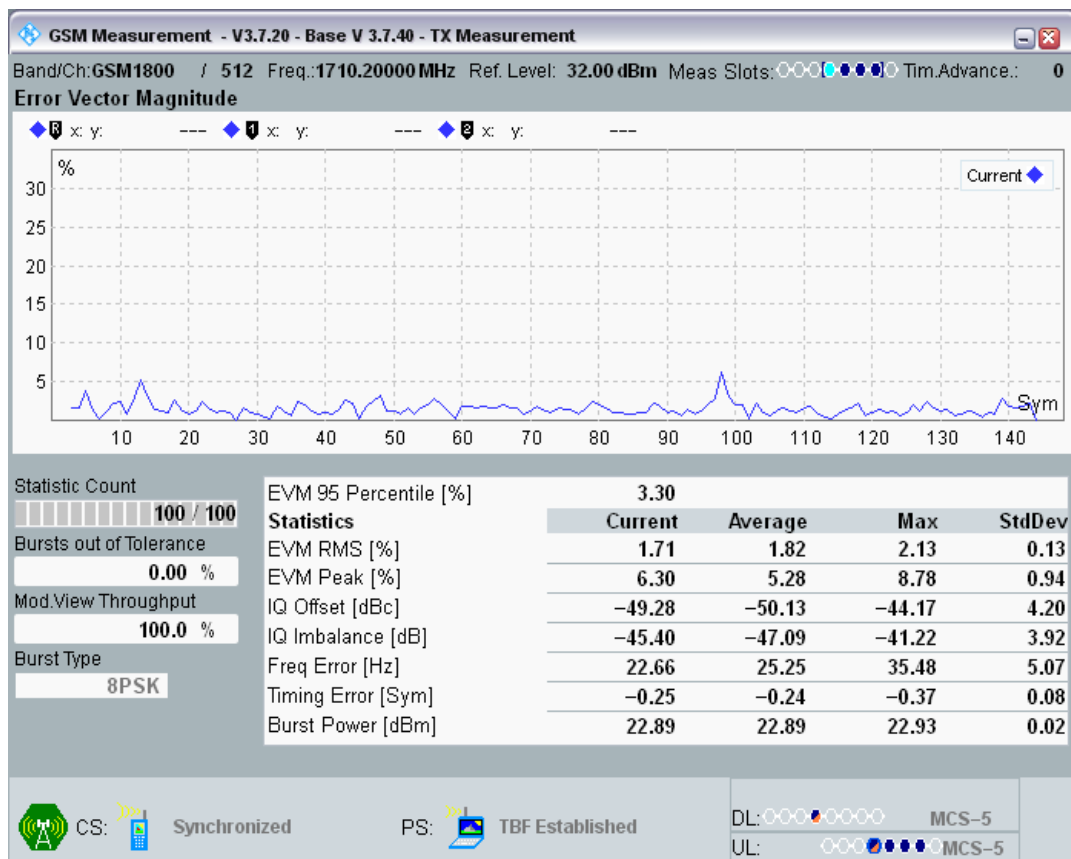 GSM Measurement - V3.7.20 - Base V 3.7.40 - TX Measurement
Band/Ch:GSM1800 / 512 Freq.:1710.20000 MHz Ref. Level: 32.00 dBm Meas Slots: Tim.Advance.: 0
Error Vector Magnitude
R x: y: --- 1 x: y: --- 2 x: y: ---
%
Current
30
25
20
15
10
5
Sym
10 20 30 40 50 60 70 80 90 100 110 120 130 140
Statistic Count
100 / 100
Bursts out of Tolerance
0.00 %
Mod.View Throughput
100.0 %
Burst Type
8PSK
EVM 95 Percentile [%] 3.30
Statistics Current Average Max StdDev
EVM RMS [%] 1.71 1.82 2.13 0.13
EVM Peak [%] 6.30 5.28 8.78 0.94
IQ Offset [dBc] −49.28 −50.13 −44.17 4.20
IQ Imbalance [dB] −45.40 −47.09 −41.22 3.92
Freq Error [Hz] 22.66 25.25 35.48 5.07
Timing Error [Sym] −0.25 −0.24 −0.37 0.08
Burst Power [dBm] 22.89 22.89 22.93 0.02
CS: Synchronized PS: TBF Established
DL: MCS−5
UL: MCS−5